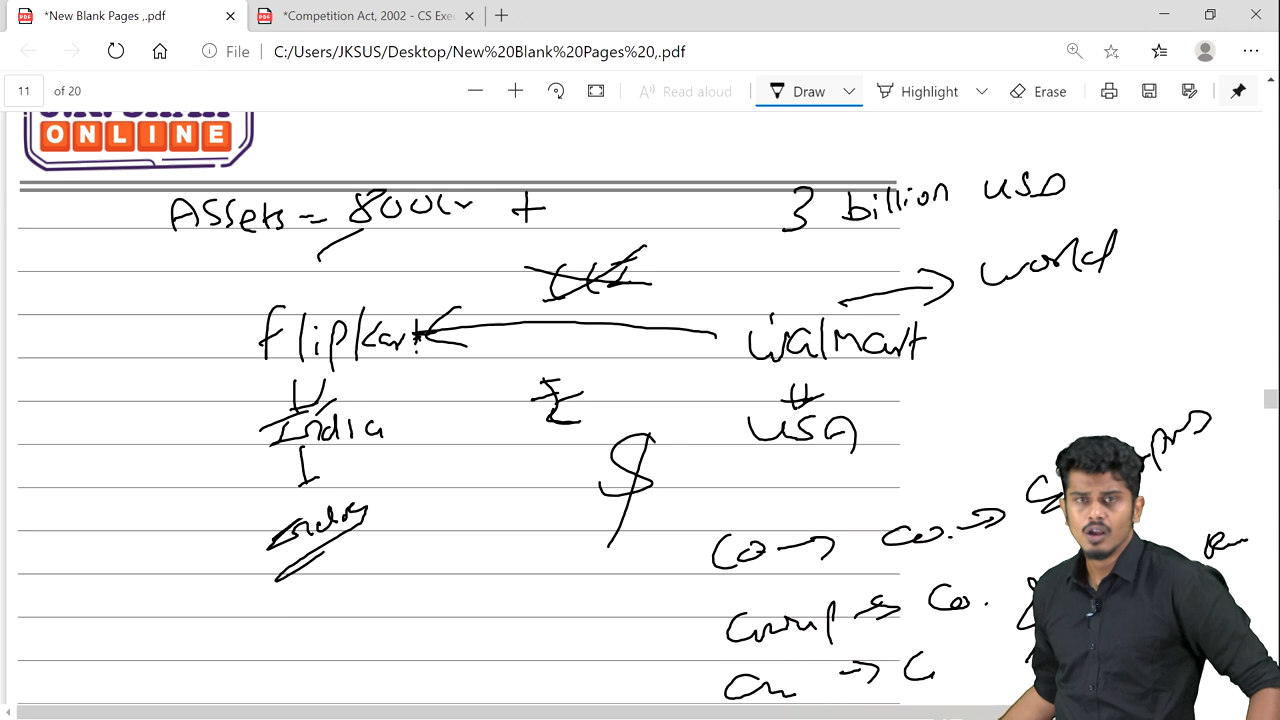 *New Blank Pages ,.pdf
*Competition Act, 2002 - CS Exec
File C:/Users/JKSUS/Desktop/New%20Blank%20Pages%20,.pdf
11 of 20
Read aloud Draw Highlight Erase
ONLINE
Assets = 800Cr + 3 billion USD
CCI
world
flipkart Walmart
₹
India USA
$
Co → Co. →
Group → Co.
→ C